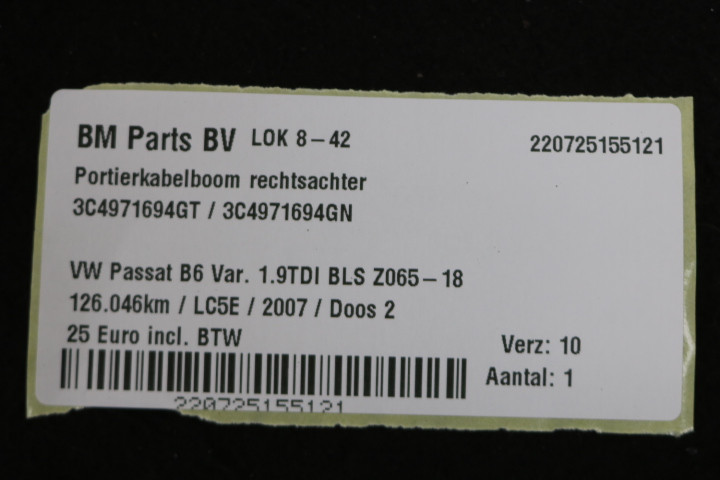 BM Parts BV LOK 8-42 220725155121
Portierkabelboom rechtsachter
3C4971694GT / 3C4971694GN
VW Passat B6 Var. 1.9TDI BLS Z065-18
126.046km / LC5E / 2007 / Doos 2
25 Euro incl. BTW
Verz: 10
Aantal: 1
220725155121